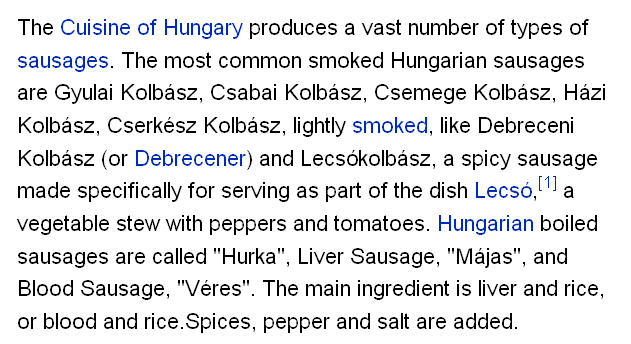 The Cuisine of Hungary produces a vast number of types of
sausages. The most common smoked Hungarian sausages
are Gyulai Kolbász, Csabai Kolbász, Csemege Kolbász, Házi
Kolbász, Cserkész Kolbász, lightly smoked, like Debreceni
Kolbász (or Debrecener) and Lecsókolbász, a spicy sausage
made specifically for serving as part of the dish Lecsó,[1] a
vegetable stew with peppers and tomatoes. Hungarian boiled
sausages are called "Hurka", Liver Sausage, "Májas", and
Blood Sausage, "Véres". The main ingredient is liver and rice,
or blood and rice.Spices, pepper and salt are added.